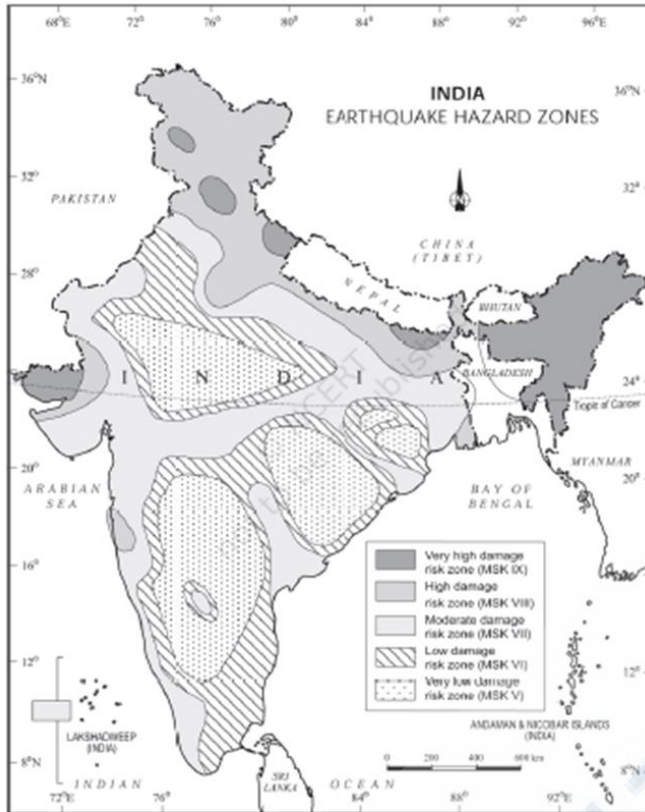 68°E 72° 76° 80° 84° 88° 92° 96°E
36°N
INDIA
EARTHQUAKE HAZARD ZONES
36°N
32°
PAKISTAN
N
32°
CHINA
(TIBET)
28°
NEPAL
BHUTAN
I N D I A
BANGLADESH
24°
24°
Tropic of Cancer
20°
MYANMAR
20°
ARABIAN
SEA
BAY OF
BENGAL
16°
Very high damage
risk zone (MSK IX)
High damage
risk zone (MSK VIII)
Moderate damage
risk zone (MSK VII)
Low damage
risk zone (MSK VI)
Very low damage
risk zone (MSK V)
16°
12°
12°
LAKSHADWEEP
(INDIA)
ANDAMAN & NICOBAR ISLANDS
(INDIA)
0 200 400 600 km
8°N
INDIAN
SRI
LANKA
OCEAN
8°N
72°E 76° 84° 88° 92°E